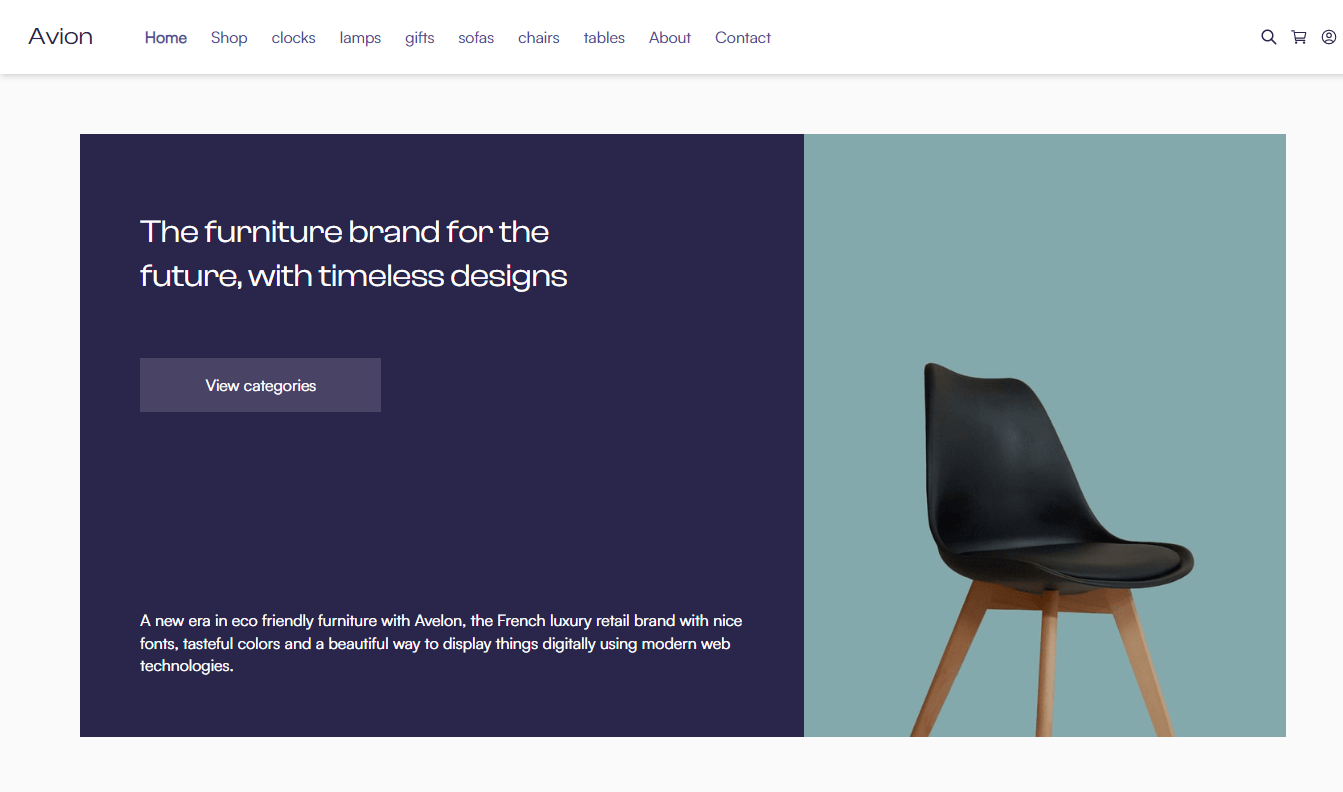 Avion
Home Shop clocks lamps gifts sofas chairs tables About Contact
The furniture brand for the
future, with timeless designs
View categories
A new era in eco friendly furniture with Avelon, the French luxury retail brand with nice
fonts, tasteful colors and a beautiful way to display things digitally using modern web
technologies.